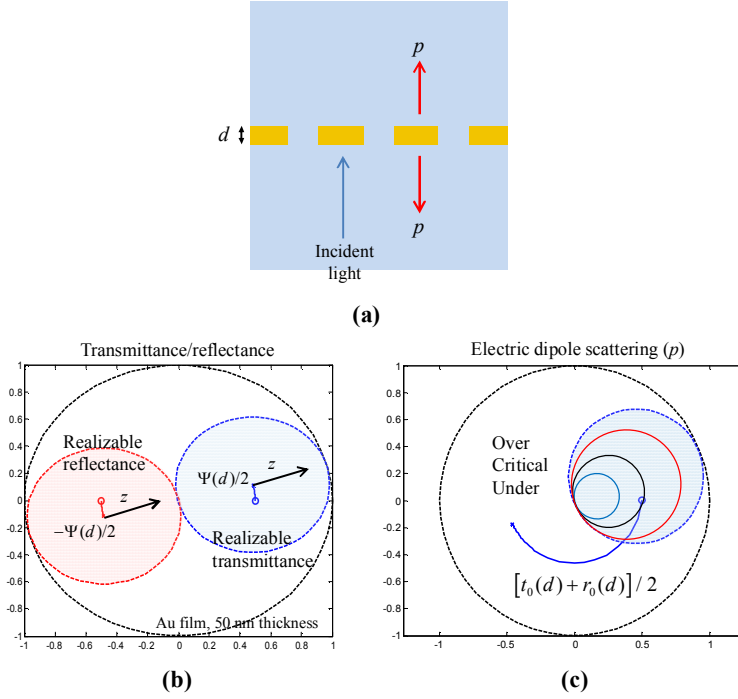 p
d
p
Incident
light
(a)
Transmittance/reflectance
1
0.8
0.6
0.4
0.2
0
-0.2
-0.4
-0.6
-0.8
-1
-1 -0.8 -0.6 -0.4 -0.2 0 0.2 0.4 0.6 0.8 1
Realizable
reflectance
z
−Ψ(d)/2
z
Ψ(d)/2
Realizable
transmittance
Au film, 50 nm thickness
(b)
Electric dipole scattering (p)
1
0.8
0.6
0.4
0.2
0
-0.2
-0.4
-0.6
-0.8
-1
-1 -0.5 0 0.5 1
Over
Critical
Under
[t₀(d) + r₀(d)] / 2
(c)